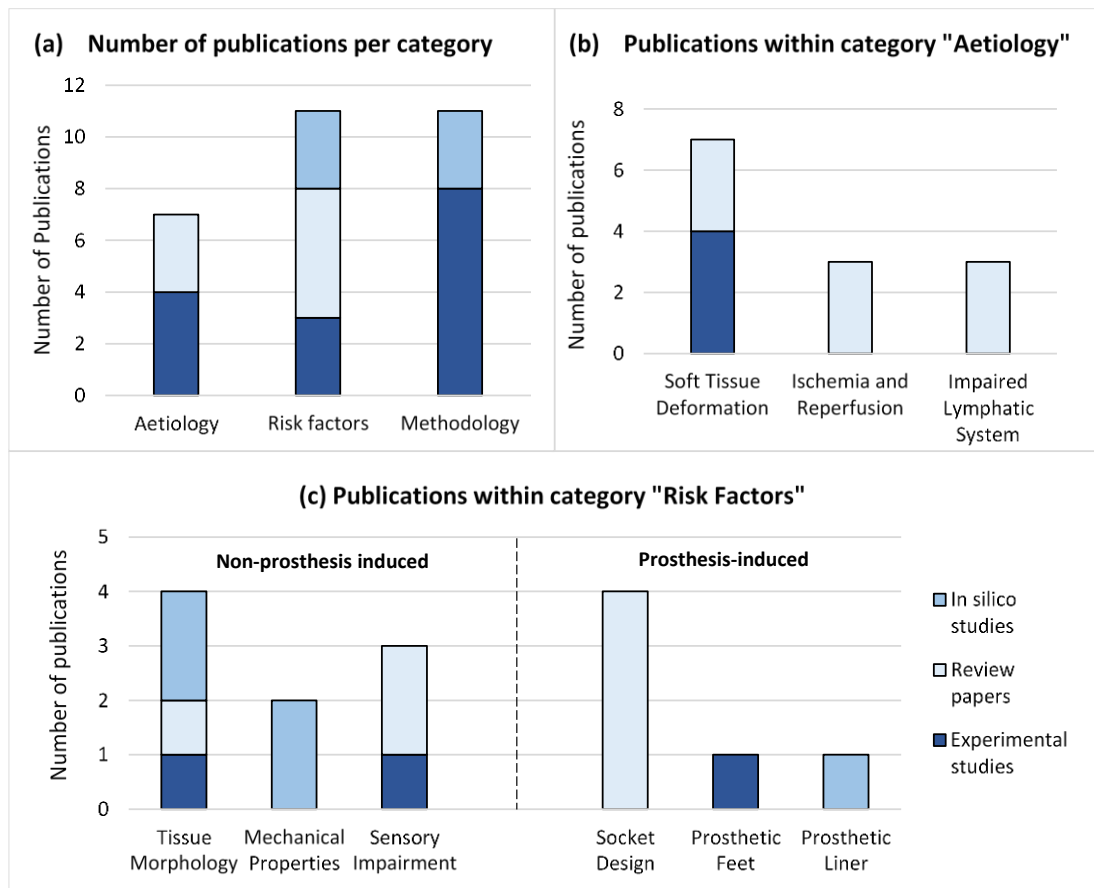 (a) Number of publications per category
Number of Publications
12
10
8
6
4
2
0
Aetiology Risk factors Methodology
(b) Publications within category "Aetiology"
Number of publications
8
6
4
2
0
Soft Tissue
Deformation
Ischemia and
Reperfusion
Impaired
Lymphatic
System
(c) Publications within category "Risk Factors"
Number of publications
5
4
3
2
1
0
Non-prosthesis induced
Prosthesis-induced
Tissue
Morphology
Mechanical
Properties
Sensory
Impairment
Socket
Design
Prosthetic
Feet
Prosthetic
Liner
In silico
studies
Review
papers
Experimental
studies